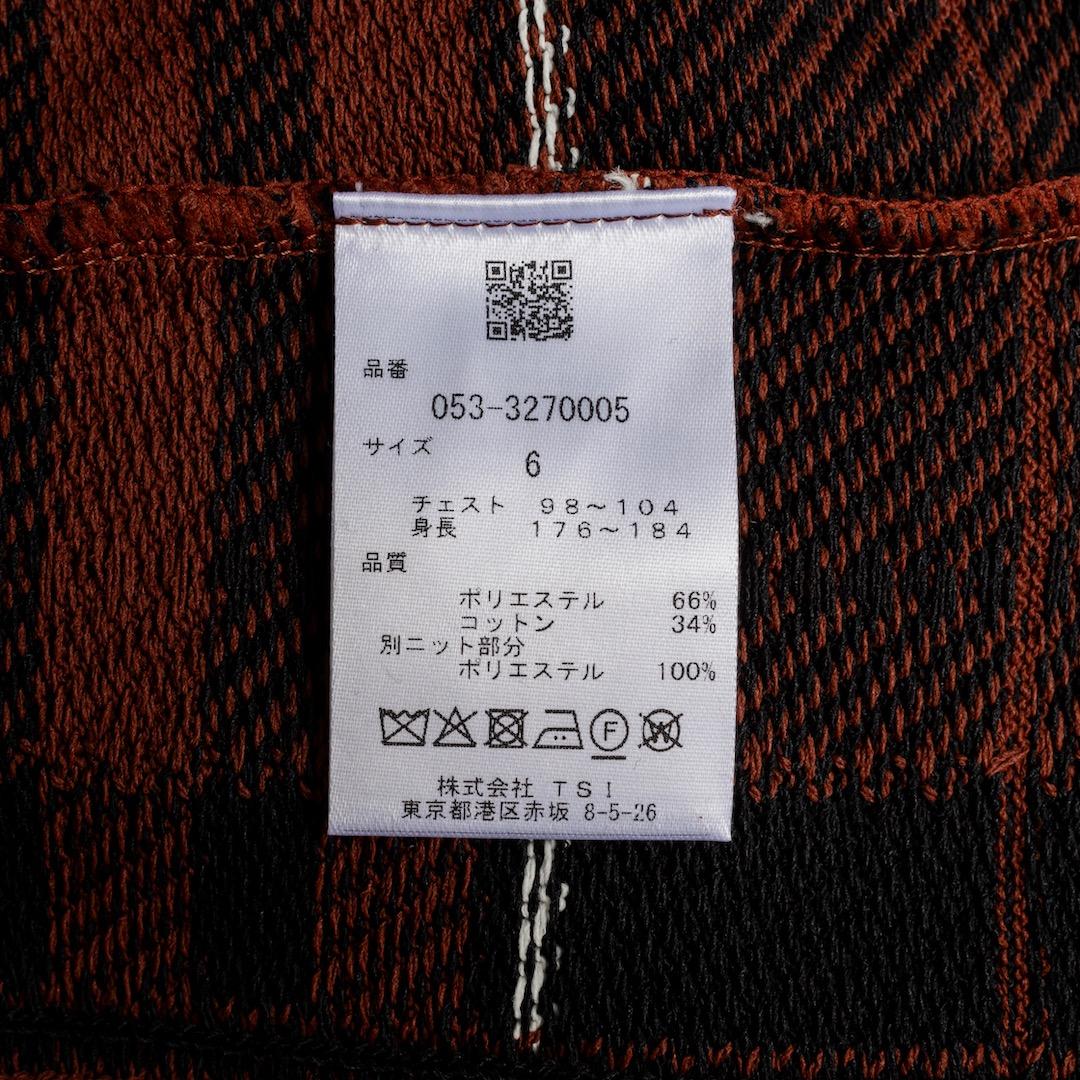 品番
053-3270005
サイズ
6
チェスト 98~104
身長 176~184
品質
ポリエステル 66%
コットン 34%
別ニット部分
ポリエステル 100%
F
W
株式会社 TSI
東京都港区赤坂 8-5-26